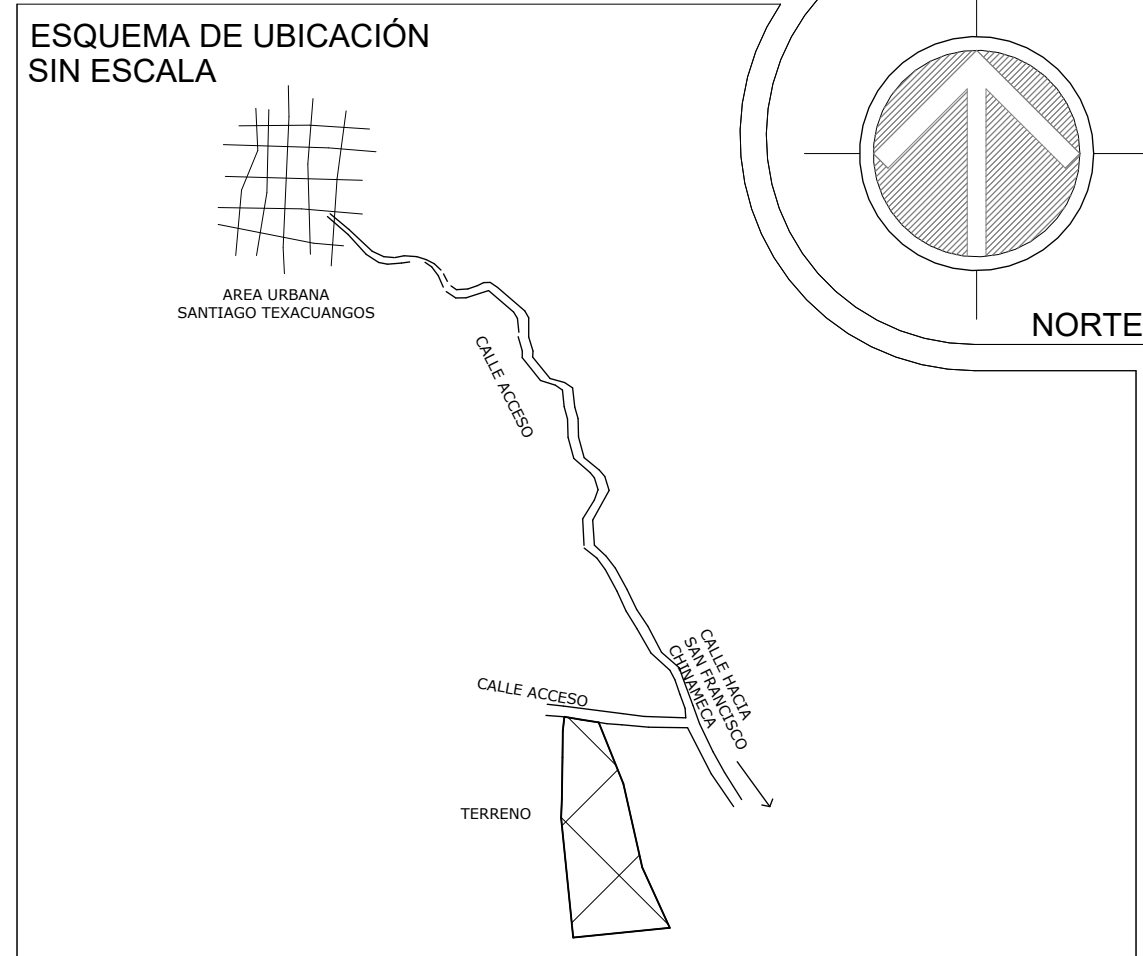 ESQUEMA DE UBICACIÓN
SIN ESCALA
NORTE
AREA URBANA
SANTIAGO TEXACUANGOS
CALLE ACCESO
CALLE HACIA
SAN FRANCISCO
CHINAMECA
CALLE ACCESO
TERRENO